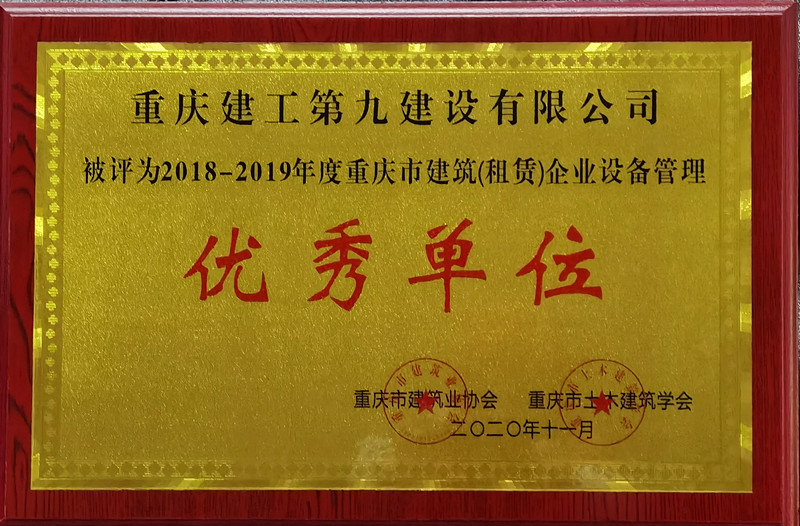 重庆建工第九建设有限公司
被评为2018-2019年度重庆市建筑(租赁)企业设备管理
优秀单位
重庆市建筑业协会 重庆市土木建筑学会
二〇二〇年十一月